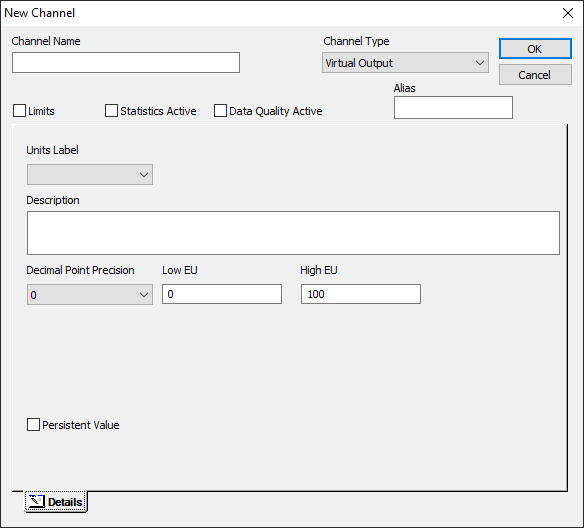 New Channel
Channel Name
Channel Type
OK
Virtual Output
Cancel
Alias
Limits
Statistics Active
Data Quality Active
Units Label
Description
Decimal Point Precision
Low EU
High EU
0
0
100
Persistent Value
Details